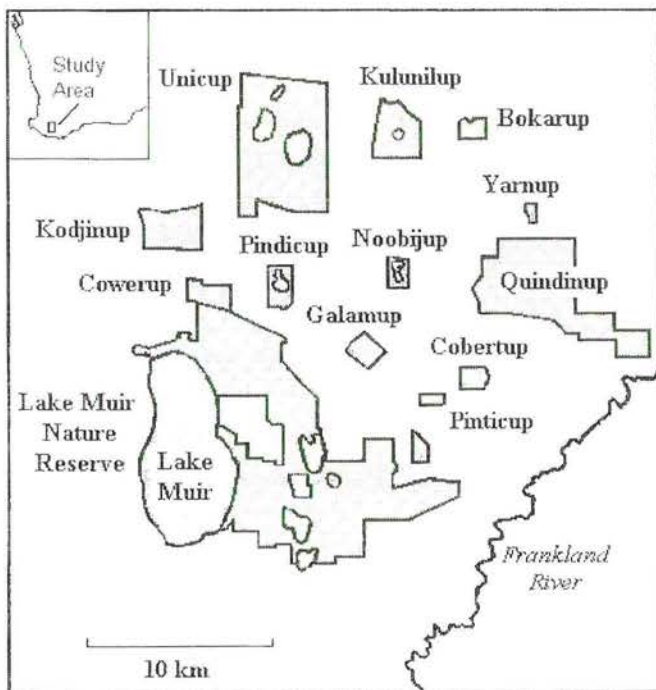 Study
Area
Unicup
Kulunilup
Bokarup
Yarnup
Kodjinup
Pindicup
Noobijup
Quindinup
Cowerup
Galamup
Cobertup
Lake Muir
Nature
Reserve
Pinticup
Lake
Muir
Frankland
River
10 km